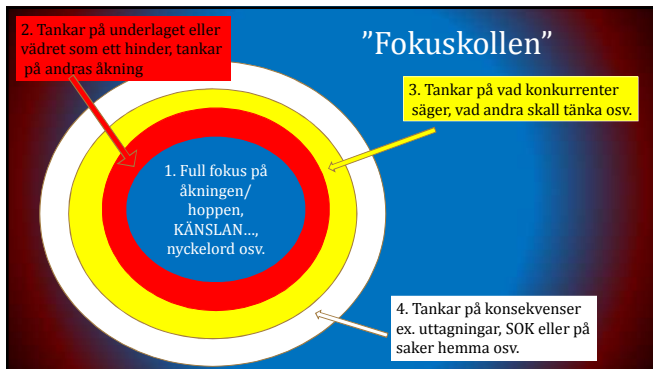 "Fokuskollen"
2. Tankar på underlaget eller
vädret som ett hinder, tankar
på andras åkning
3. Tankar på vad konkurrenter
säger, vad andra skall tänka osv.
1. Full fokus på
åkningen/
hoppen,
KÄNSLAN…,
nyckelord osv.
4. Tankar på konsekvenser
ex. uttagningar, SOK eller på
saker hemma osv.